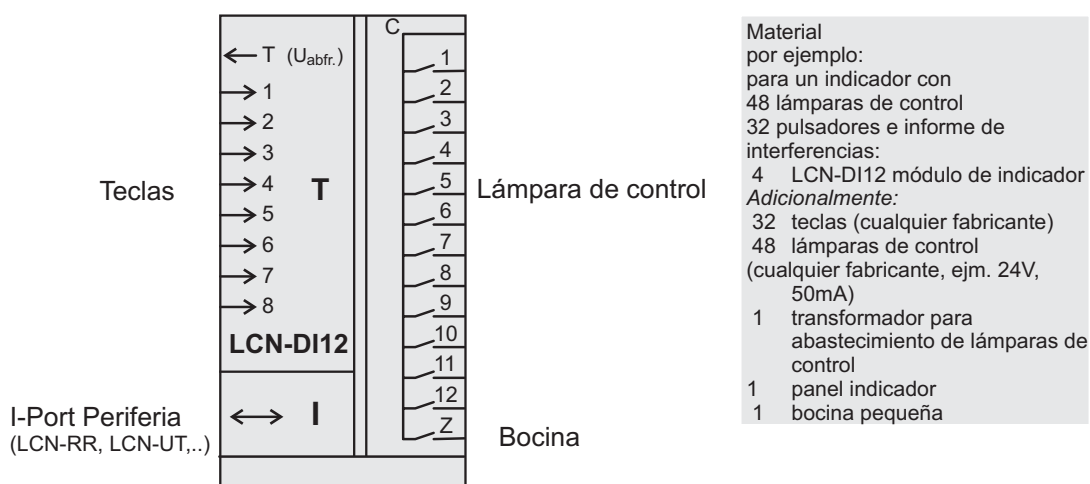 C
T (Uabfr.)
1
2
3
4
5
6
7
8
T
LCN-DI12
I
1
2
3
4
5
6
7
8
9
10
11
12
Z
Teclas
I-Port Periferia
(LCN-RR, LCN-UT,..)
Lámpara de control
Bocina
Material
por ejemplo:
para un indicador con
48 lámparas de control
32 pulsadores e informe de
interferencias:
4 LCN-DI12 módulo de indicador
Adicionalmente:
32 teclas (cualquier fabricante)
48 lámparas de control
(cualquier fabricante, ejm. 24V,
50mA)
1 transformador para
abastecimiento de lámparas de
control
1 panel indicador
1 bocina pequeña